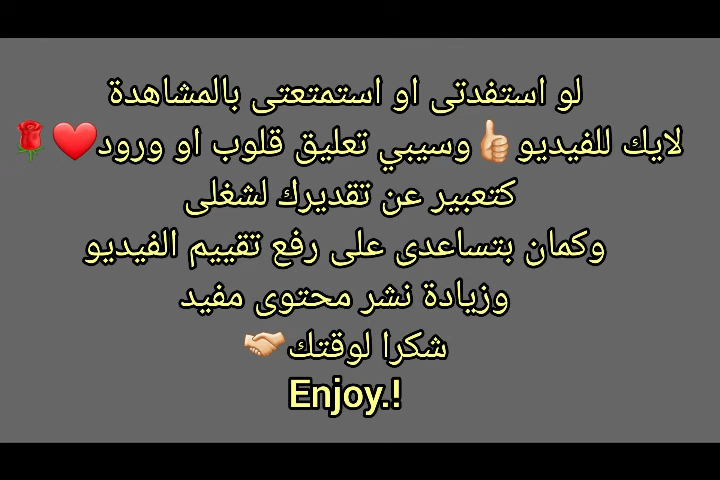 لو استفدتى او استمتعتى بالمشاهدة
لايك للفيديو👍🏻وسيبي تعليق قلوب او ورود❤️🌹
كتعبير عن تقديرك لشغلى
وكمان بتساعدى على رفع تقييم الفيديو
وزيادة نشر محتوى مفيد
شكرا لوقتك🤝🏻
Enjoy.!